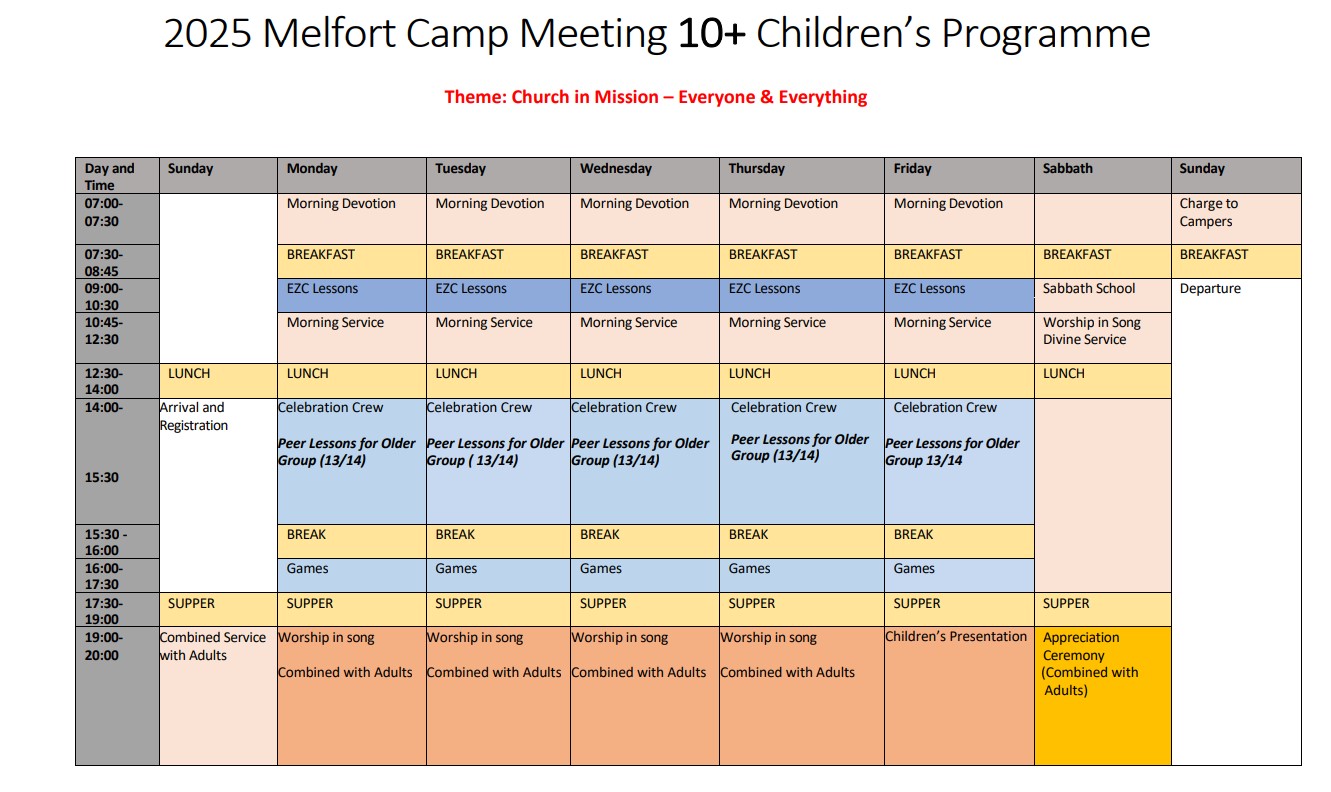 2025 Melfort Camp Meeting 10+ Children's Programme
Theme: Church in Mission – Everyone & Everything
Day and Time Sunday Monday Tuesday Wednesday Thursday Friday Sabbath Sunday
07:00-07:30 Morning Devotion Morning Devotion Morning Devotion Morning Devotion Morning Devotion Charge to Campers
07:30-08:45 BREAKFAST BREAKFAST BREAKFAST BREAKFAST BREAKFAST BREAKFAST BREAKFAST
09:00-10:30 EZC Lessons EZC Lessons EZC Lessons EZC Lessons EZC Lessons Sabbath School Departure
10:45-12:30 Morning Service Morning Service Morning Service Morning Service Morning Service Worship in Song Divine Service
12:30-14:00 LUNCH LUNCH LUNCH LUNCH LUNCH LUNCH LUNCH
14:00- Arrival and Registration Celebration Crew Celebration Crew Celebration Crew Celebration Crew Celebration Crew
Peer Lessons for Older Group (13/14) Peer Lessons for Older Group ( 13/14) Peer Lessons for Older Group (13/14) Peer Lessons for Older Group (13/14) Peer Lessons for Older Group 13/14
15:30
15:30 -16:00 BREAK BREAK BREAK BREAK BREAK
16:00-17:30 Games Games Games Games Games
17:30-19:00 SUPPER SUPPER SUPPER SUPPER SUPPER SUPPER SUPPER
19:00-20:00 Combined Service with Adults Worship in song Worship in song Worship in song Worship in song Children's Presentation Appreciation Ceremony (Combined with Adults)
Combined with Adults Combined with Adults Combined with Adults Combined with Adults